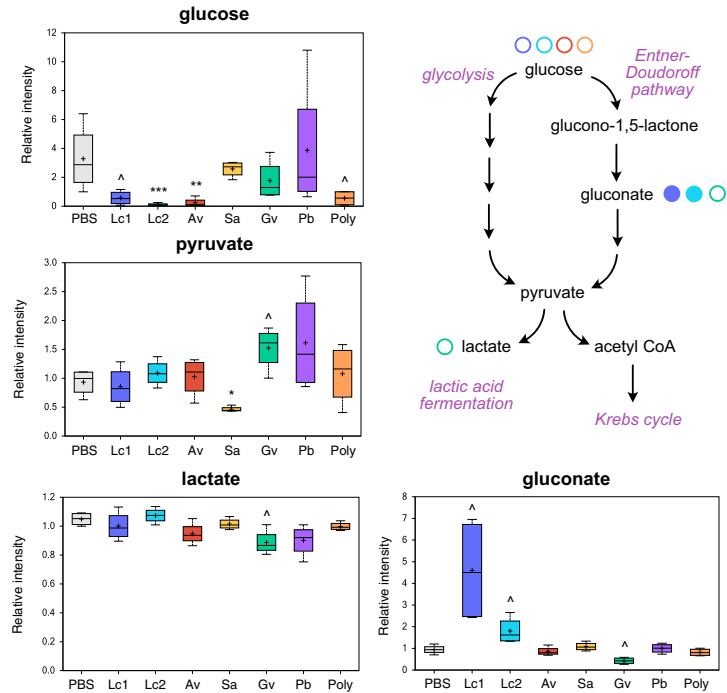 glucose
Relative intensity
12
10
8
6
4
2
0
^
***
**
^
PBS Lc1 Lc2 Av Sa Gv Pb Poly
pyruvate
Relative intensity
3.0
2.5
2.0
1.5
1.0
0.5
0.0
*
^
PBS Lc1 Lc2 Av Sa Gv Pb Poly
lactate
Relative intensity
1.2
1.0
0.8
0.6
0.4
0.2
0.0
^
PBS Lc1 Lc2 Av Sa Gv Pb Poly
glycolysis
glucose
Entner-
Doudoroff
pathway
glucono-1,5-lactone
gluconate
pyruvate
lactate
acetyl CoA
lactic acid
fermentation
Krebs cycle
gluconate
Relative intensity
8
7
6
5
4
3
2
1
0
^
^
^
PBS Lc1 Lc2 Av Sa Gv Pb Poly